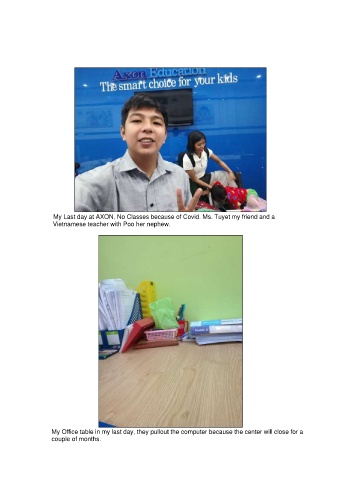 AXON Education
The smart choice for your kids
My Last day at AXON, No Classes because of Covid. Ms. Tuyet my friend and a
Vietnamese teacher with Poo her nephew.
My Office table in my last day, they pullout the computer because the center will close for a
couple of months.